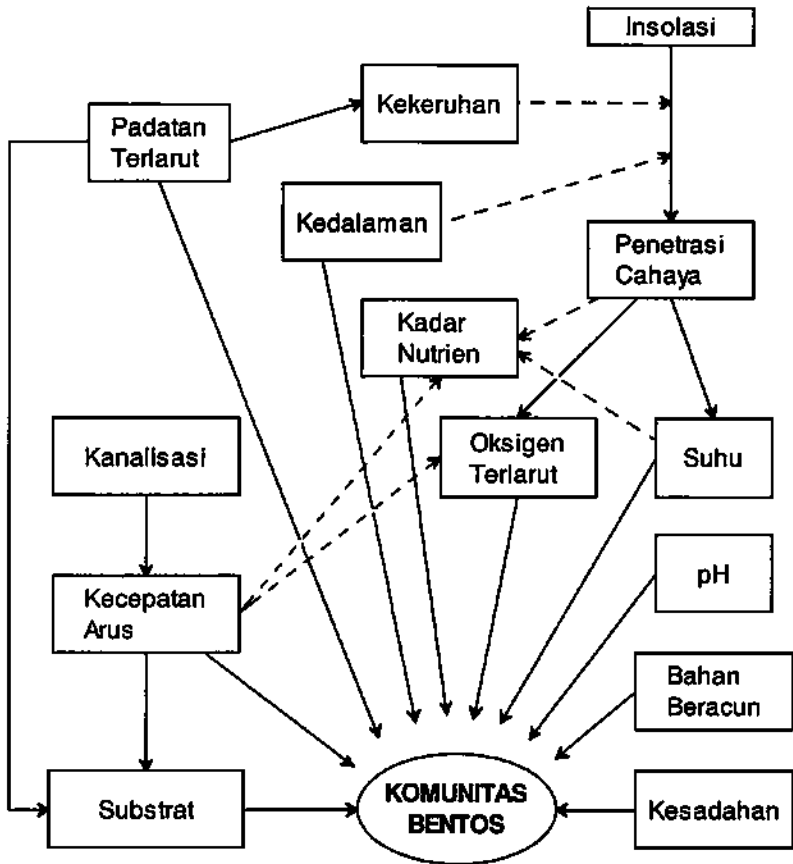 Insolasi
Kekeruhan
Padatan
Terlarut
Kedalaman
Penetrasi
Cahaya
Kadar
Nutrien
Kanalisasi
Oksigen
Terlarut
Suhu
pH
Kecepatan
Arus
Bahan
Beracun
Substrat
KOMUNITAS
BENTOS
Kesadahan